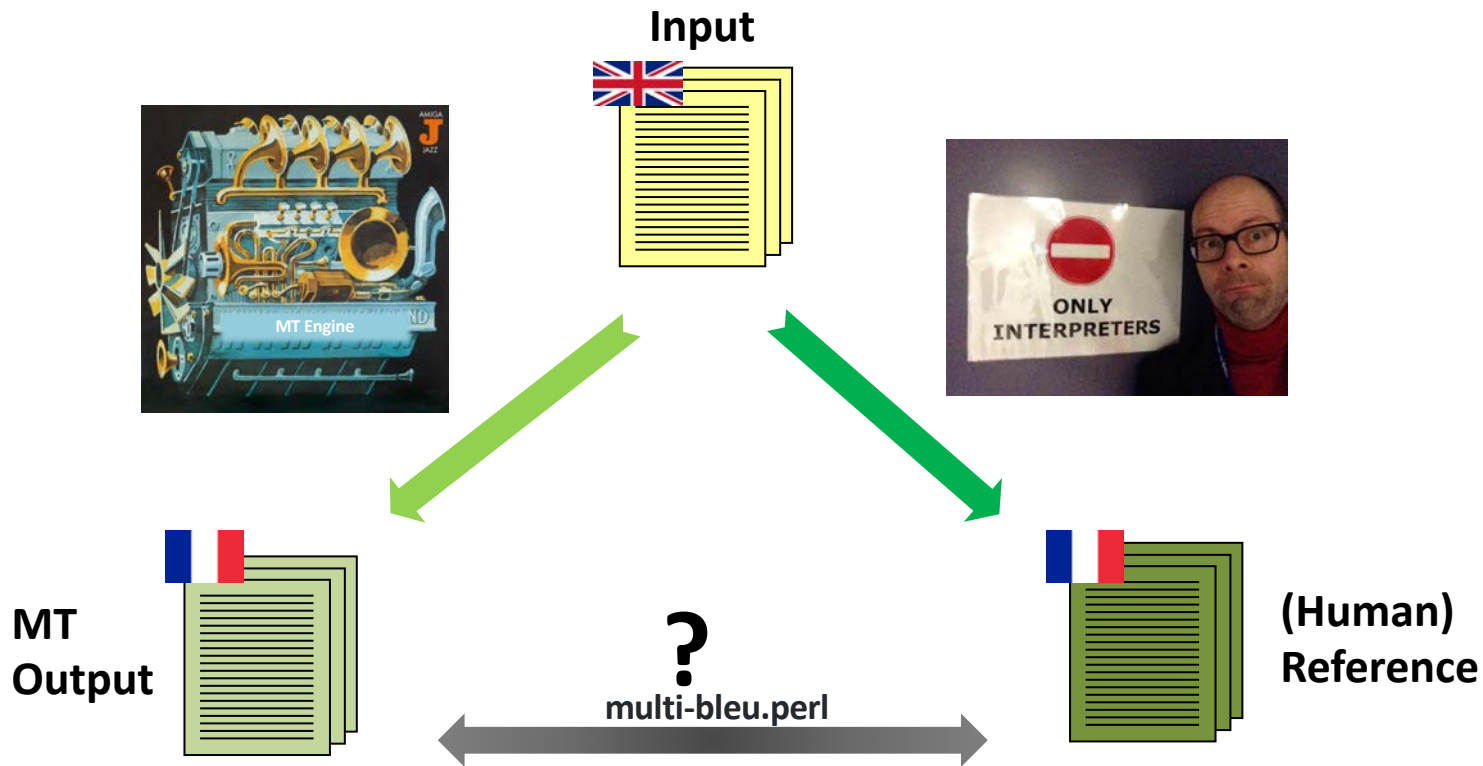 Input
AMIGA
J
JAZZ
MT Engine
ND
ONLY
INTERPRETERS
MT
Output
?
multi-bleu.perl
(Human)
Reference